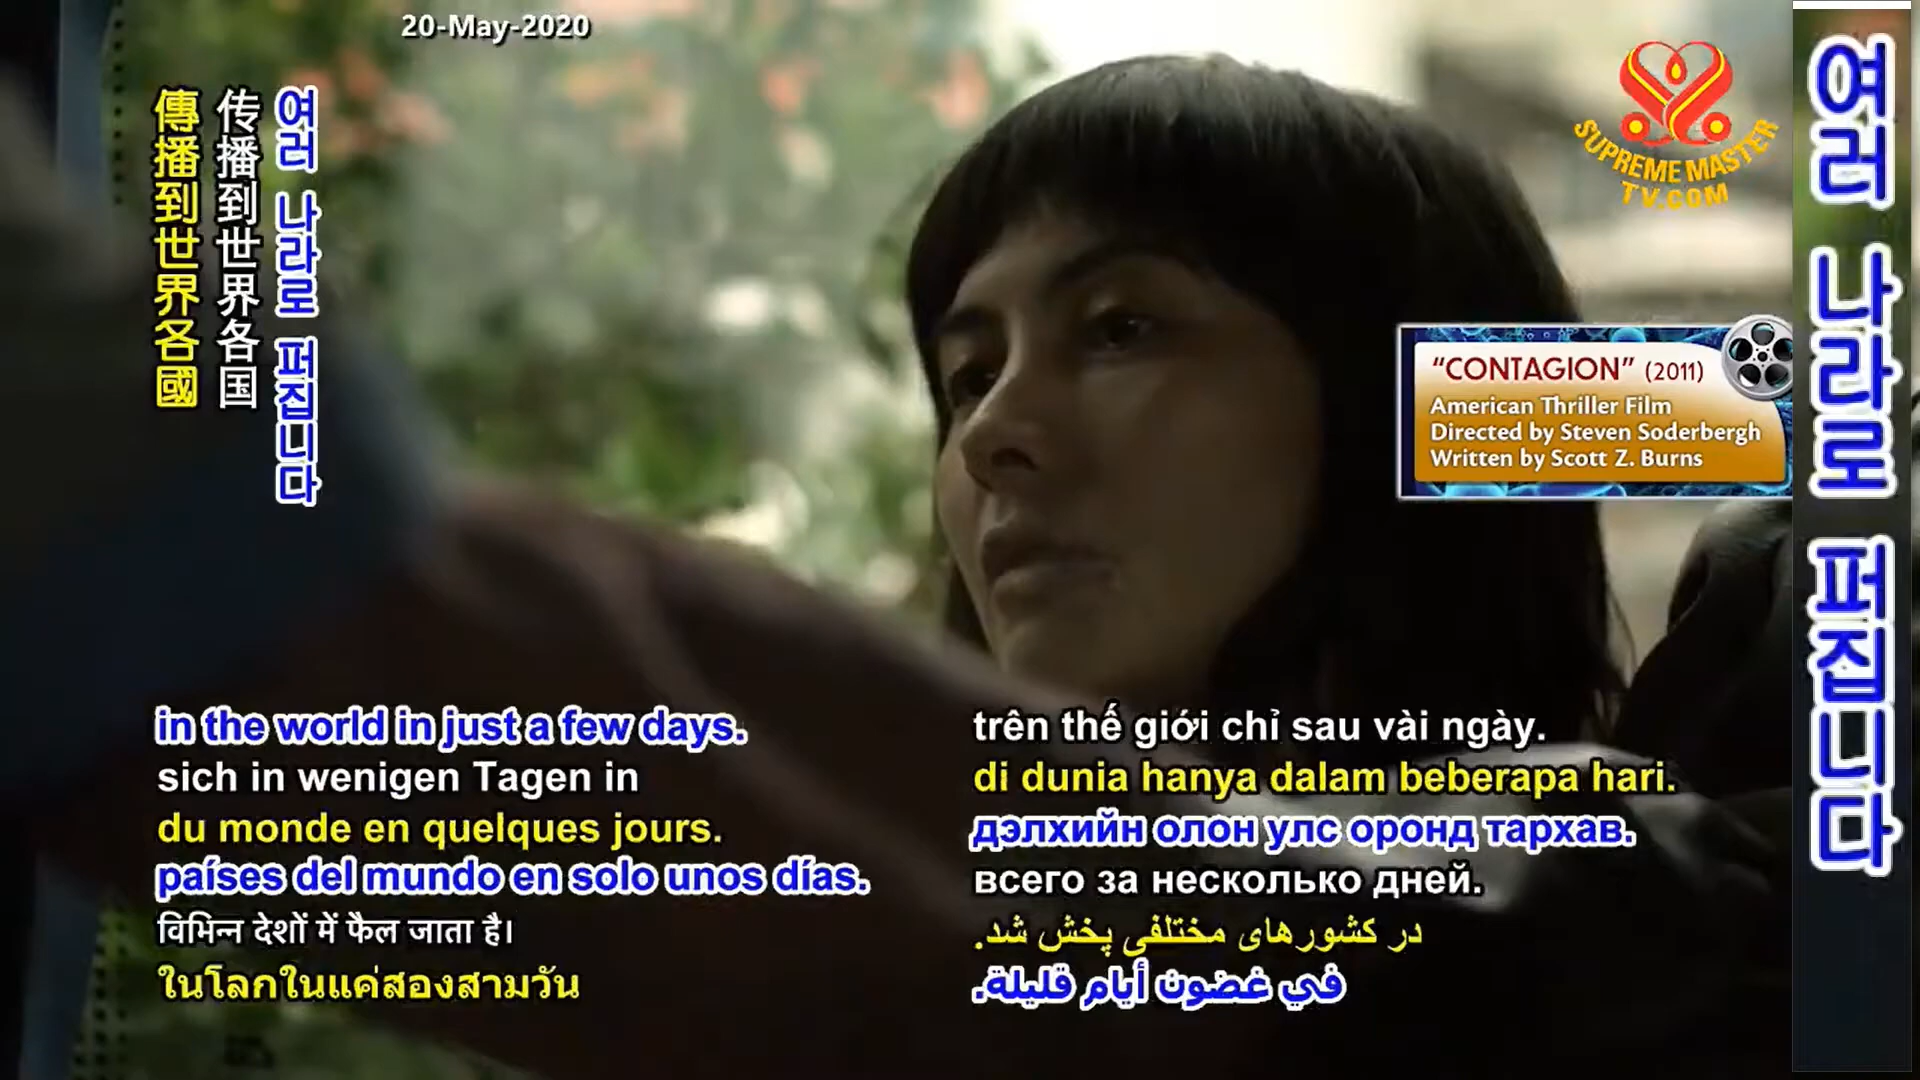 20-May-2020
傳播到世界各國
传播到世界各国
여러 나라로 퍼집니다
SUPREME MASTER
TV.COM
“CONTAGION” (2011)
American Thriller Film
Directed by Steven Soderbergh
Written by Scott Z. Burns
여러 나라로 퍼집니다
in the world in just a few days.
sich in wenigen Tagen in
du monde en quelques jours.
países del mundo en solo unos días.
विभिन्न देशों में फैल जाता है।
ในโลกในแค่สองสามวัน
trên thế giới chỉ sau vài ngày.
di dunia hanya dalam beberapa hari.
дэлхийн олон улс оронд тархав.
всего за несколько дней.
در کشورهای مختلفی پخش شد.
في غضون أيام قليلة.